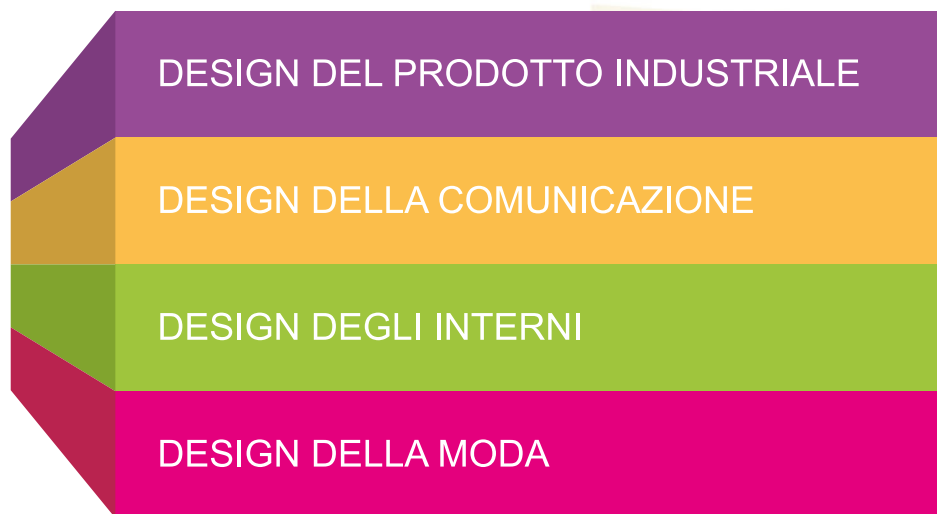 DESIGN DEL PRODOTTO INDUSTRIALE
DESIGN DELLA COMUNICAZIONE
DESIGN DEGLI INTERNI
DESIGN DELLA MODA